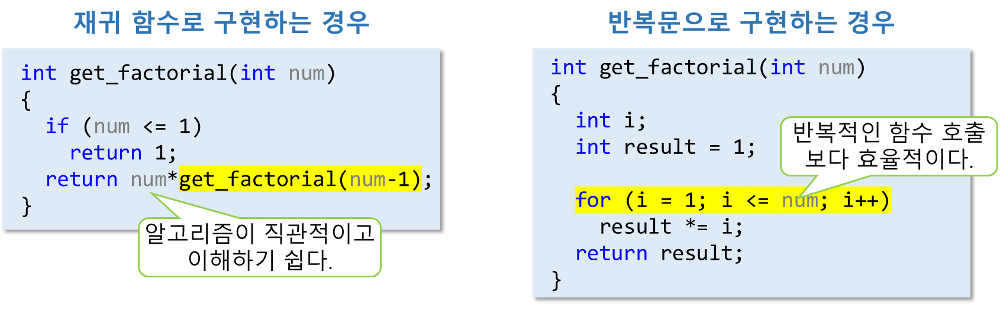 재귀 함수로 구현하는 경우
int get_factorial(int num)
{
if (num <= 1)
return 1;
return num*get_factorial(num-1);
}
알고리즘이 직관적이고
이해하기 쉽다.
반복문으로 구현하는 경우
int get_factorial(int num)
{
int i;
int result = 1;
반복적인 함수 호출
보다 효율적이다.
for (i = 1; i <= num; i++)
result *= i;
return result;
}